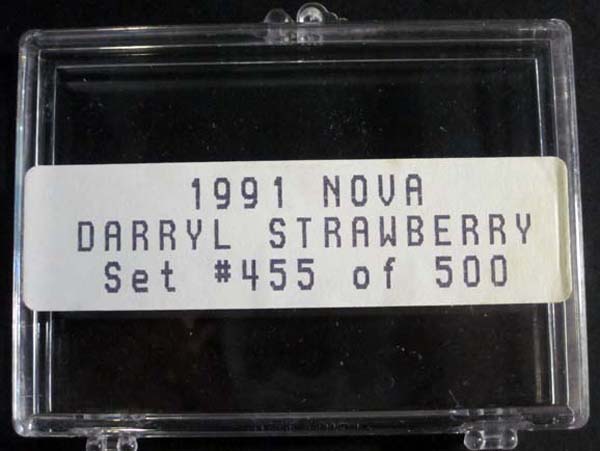 1991 NOVA
DARRYL STRAWBERRY
Set #455 of 500